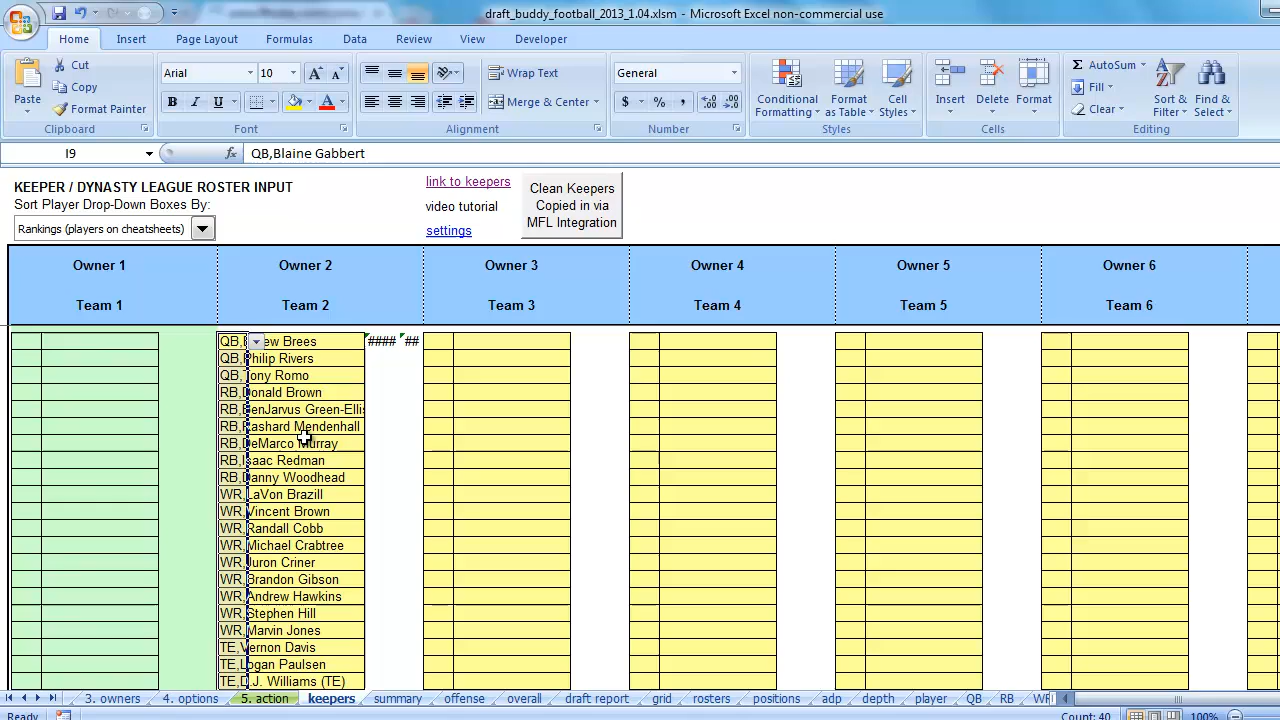 draft_buddy_football_2013_1.04.xlsm - Microsoft Excel non-commercial use
Home Insert Page Layout Formulas Data Review View Developer
Paste
Cut
Copy
Format Painter
Clipboard
Arial 10
B I U
Font
Wrap Text
Merge & Center
Alignment
General
$ % ,
Number
Conditional Formatting
Format as Table
Cell Styles
Styles
Insert
Delete
Format
Cells
AutoSum
Fill
Clear
Sort & Filter
Find & Select
Editing
I9 fx QB,Blaine Gabbert
KEEPER / DYNASTY LEAGUE ROSTER INPUT
Sort Player Drop-Down Boxes By:
Rankings (players on cheatsheets)
link to keepers
video tutorial
settings
Clean Keepers
Copied in via
MFL Integration
Owner 1 Owner 2 Owner 3 Owner 4 Owner 5 Owner 6
Team 1 Team 2 Team 3 Team 4 Team 5 Team 6
QB, ew Brees #### ##
QB,Philip Rivers
QB,Tony Romo
RB,Donald Brown
RB,BenJarvus Green-Ellis
RB,Rashard Mendenhall
RB,DeMarco Murray
RB,Isaac Redman
RB,Danny Woodhead
WR,LaVon Brazill
WR,Vincent Brown
WR,Randall Cobb
WR,Michael Crabtree
WR,Juron Criner
WR,Brandon Gibson
WR,Andrew Hawkins
WR,Stephen Hill
WR,Marvin Jones
TE,Vernon Davis
TE,Logan Paulsen
TE,D.J. Williams (TE)
3. owners 4. options 5. action keepers summary offense overall draft report grid rosters positions adp depth player QB RB WR
Ready Count: 40 100%